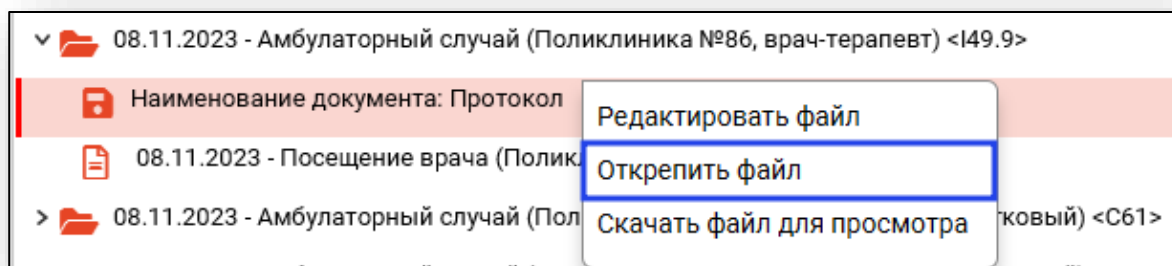 08.11.2023 - Амбулаторный случай (Поликлиника №86, врач-терапевт) <I49.9>
Наименование документа: Протокол
Редактировать файл
08.11.2023 - Посещение врача (Полик
Открепить файл
08.11.2023 - Амбулаторный случай (Пол
Скачать файл для просмотра
тковый) <C61>